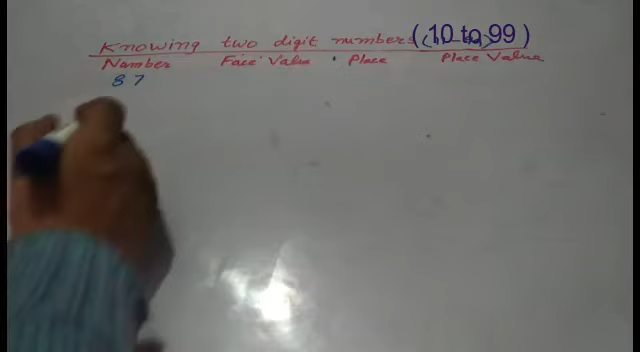 Knowing two digit numbers (10 to 99)
Number Face Value Place Place Value
87